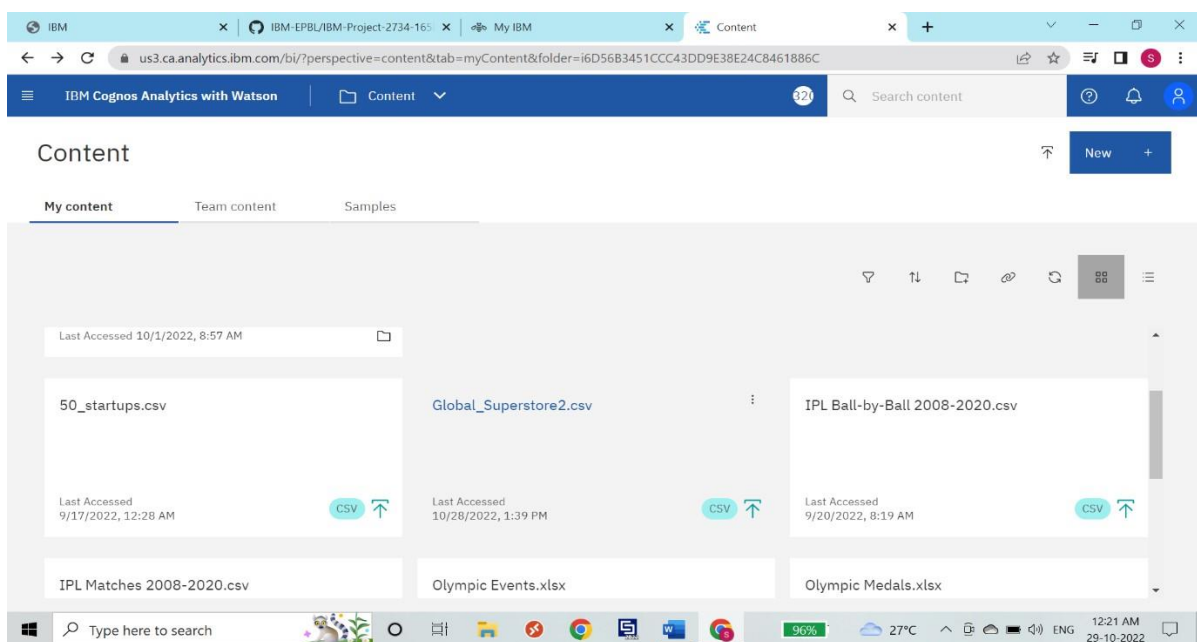 IBM
IBM-EPBL/IBM-Project-2734-165
My IBM
Content
us3.ca.analytics.ibm.com/bi/?perspective=content&tab=myContent&folder=i6D56B3451CCC43DD9E38E24C8461886C
S
IBM Cognos Analytics with Watson
Content
320
Search content
Content
New +
My content
Team content
Samples
Last Accessed 10/1/2022, 8:57 AM
50_startups.csv
Global_Superstore2.csv
IPL Ball-by-Ball 2008-2020.csv
Last Accessed
9/17/2022, 12:28 AM
CSV
Last Accessed
10/28/2022, 1:39 PM
CSV
Last Accessed
9/20/2022, 8:19 AM
CSV
IPL Matches 2008-2020.csv
Olympic Events.xlsx
Olympic Medals.xlsx
Type here to search
96%
27°C
ENG
12:21 AM
29-10-2022